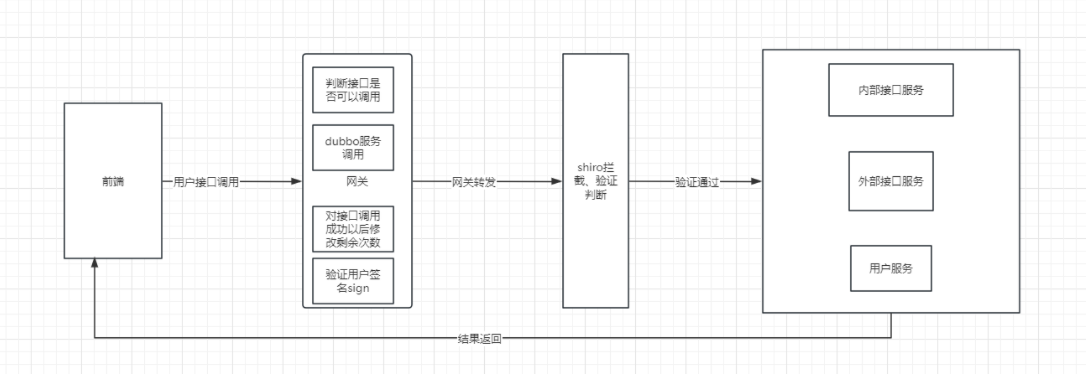 前端
用户接口调用
判断接口是
否可以调用
dubbo服务
调用
网关
对接口调用
成功以后修
改剩余次数
验证用户签
名sign
网关转发
shiro拦
截、验证
判断
验证通过
内部接口服务
外部接口服务
用户服务
结果返回